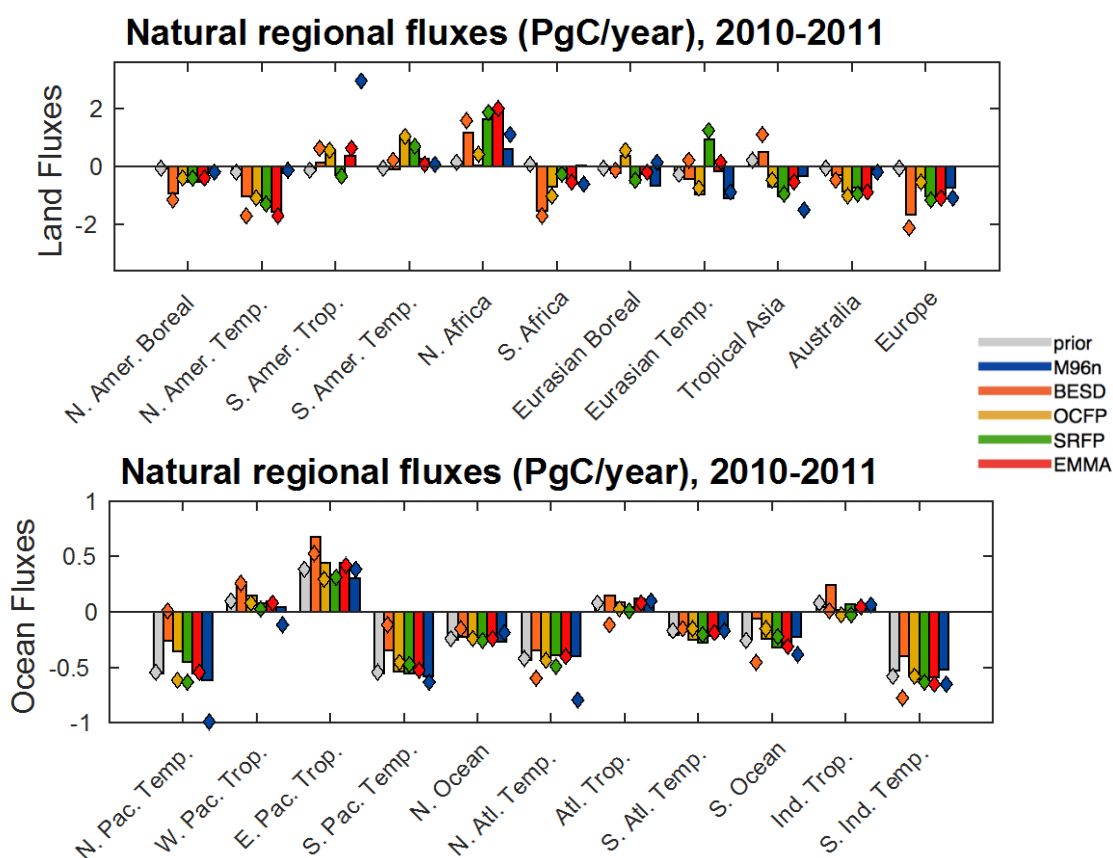 Natural regional fluxes (PgC/year), 2010-2011
Land Fluxes
2
0
-2
N. Amer. Boreal
N. Amer. Temp.
S. Amer. Trop.
S. Amer. Temp.
N. Africa
S. Africa
Eurasian Boreal
Eurasian Temp.
Tropical Asia
Australia
Europe
prior
M96n
BESD
OCFP
SRFP
EMMA
Natural regional fluxes (PgC/year), 2010-2011
Ocean Fluxes
1
0.5
0
-0.5
-1
N. Pac. Temp.
W. Pac. Trop.
E. Pac. Trop.
S. Pac. Temp.
N. Ocean
N. Atl. Temp.
Atl. Trop.
S. Atl. Temp.
S. Ocean
Ind. Trop.
S. Ind. Temp.